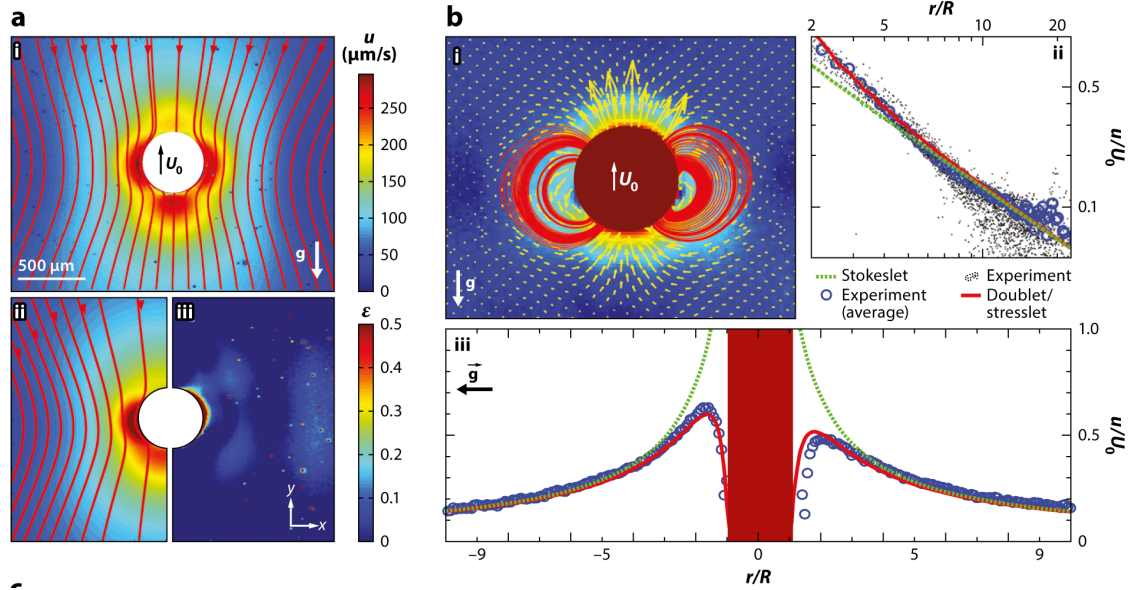 a
i
u
(μm/s)
250
200
150
100
50
0
U₀
g
500 μm
ii
iii
ε
0.5
0.4
0.3
0.2
0.1
0
y
x
b
i
U₀
g
r/R
2 5 10 20
ii
0.5
0.1
u/U₀
Stokeslet
Experiment (average)
Experiment
Doublet/
stresslet
iii
g
1.0
0.5
0
u/U₀
−9 −5 0 5 9
r/R